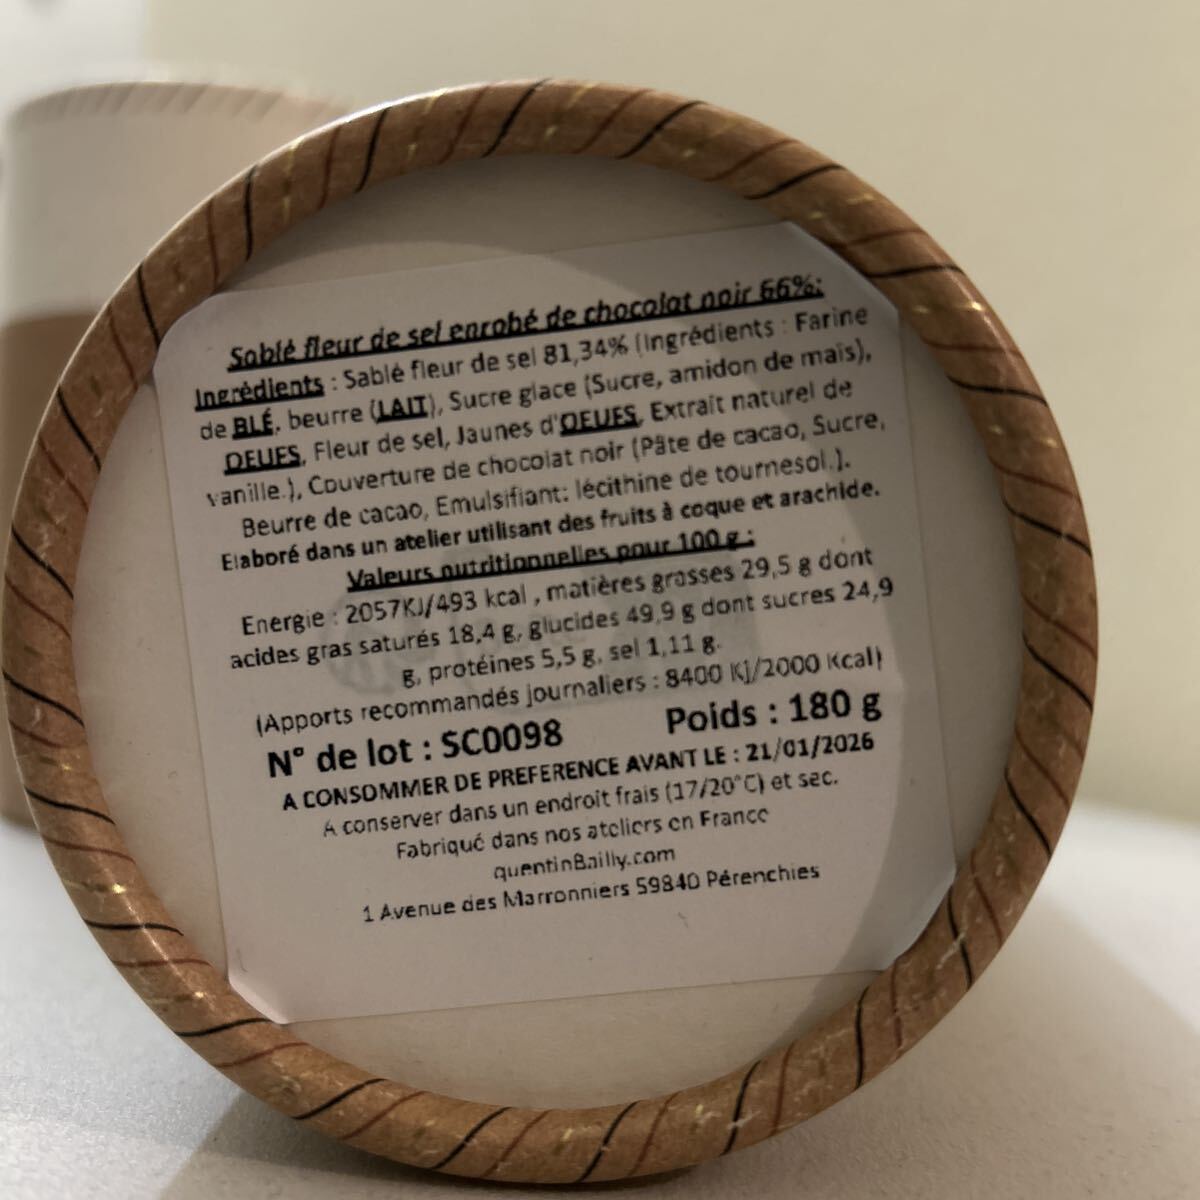 Sablé fleur de sel enrobé de chocolat noir 66%:
Ingrédients : Sablé fleur de sel 81,34% (Ingrédients : Farine
de BLÉ, beurre (LAIT), Sucre glace (Sucre, amidon de maïs),
OEUFS, Fleur de sel, Jaunes d'OEUFS, Extrait naturel de
vanille.), Couverture de chocolat noir (Pâte de cacao, Sucre,
Beurre de cacao, Emulsifiant: lécithine de tournesol.).
Elaboré dans un atelier utilisant des fruits à coque et arachide.
Valeurs nutritionnelles pour 100 g :
Energie : 2057KJ/493 kcal , matières grasses 29,5 g dont
acides gras saturés 18,4 g, glucides 49,9 g dont sucres 24,9
g, protéines 5,5 g, sel 1,11 g.
(Apports recommandés journaliers : 8400 KJ/2000 Kcal)
N° de lot : SC0098 Poids : 180 g
A CONSOMMER DE PREFERENCE AVANT LE : 21/01/2026
A conserver dans un endroit frais (17/20°C) et sec.
Fabriqué dans nos ateliers en France
quentinBailly.com
1 Avenue des Marronniers 59840 Pérenchies